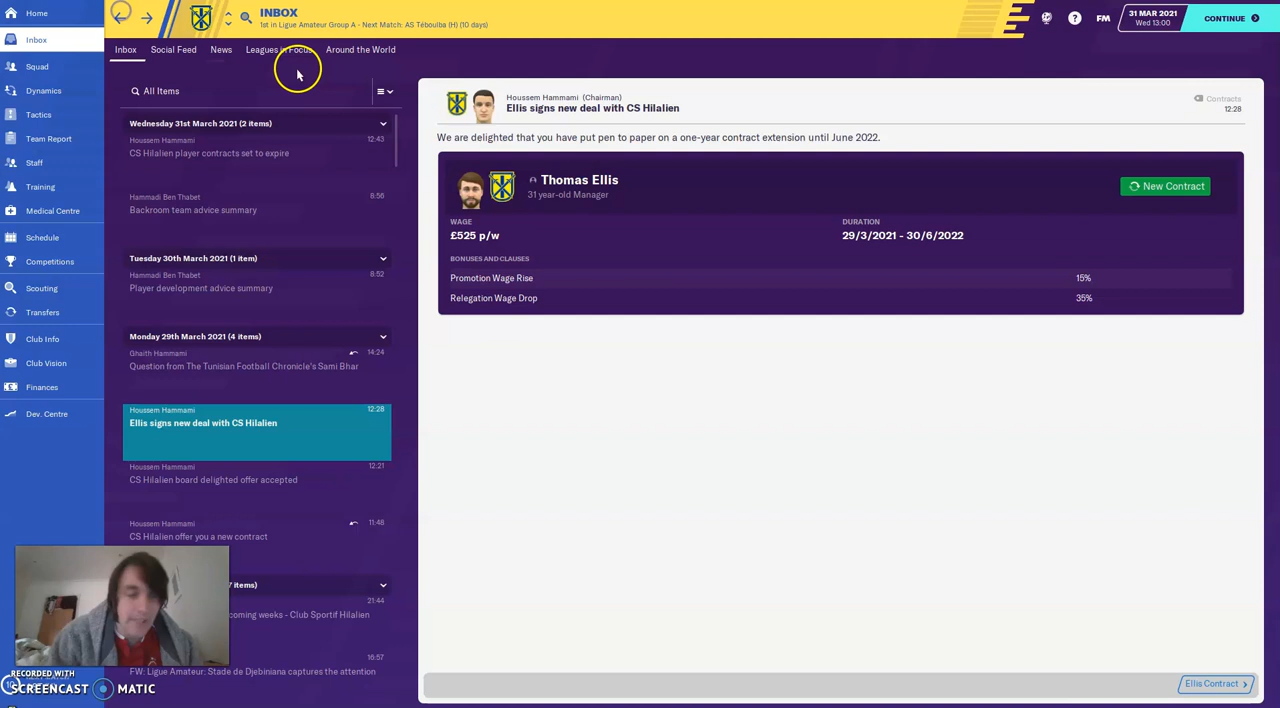 Home
INBOX
1st in Ligue Amateur Group A - Next Match: AS Téboulba (H) (10 days)
FM
31 MAR 2021
Wed 13:00
CONTINUE
Inbox
Squad
Dynamics
Tactics
Team Report
Staff
Training
Medical Centre
Schedule
Competitions
Scouting
Transfers
Club Info
Club Vision
Finances
Dev. Centre
Inbox
Social Feed
News
Leagues in Focus
Around the World
All Items
Wednesday 31st March 2021 (2 items)
Houssem Hammami
12:43
CS Hilalien player contracts set to expire
Hammadi Ben Thabet
8:56
Backroom team advice summary
Tuesday 30th March 2021 (1 item)
Hammadi Ben Thabet
8:52
Player development advice summary
Monday 29th March 2021 (4 items)
Ghaith Hammami
14:24
Question from The Tunisian Football Chronicle's Sami Bhar
Houssem Hammami
12:28
Ellis signs new deal with CS Hilalien
Houssem Hammami
12:21
CS Hilalien board delighted offer accepted
Houssem Hammami
11:48
CS Hilalien offer you a new contract
7 items)
21:44
coming weeks - Club Sportif Hilalien
16:57
FW: Ligue Amateur: Stade de Djebiniana captures the attention
Houssem Hammami (Chairman)
Ellis signs new deal with CS Hilalien
Contracts
12:28
We are delighted that you have put pen to paper on a one-year contract extension until June 2022.
Thomas Ellis
31 year-old Manager
New Contract
WAGE
£525 p/w
DURATION
29/3/2021 - 30/6/2022
BONUSES AND CLAUSES
Promotion Wage Rise
15%
Relegation Wage Drop
35%
Ellis Contract
RECORDED WITH
SCREENCAST MATIC